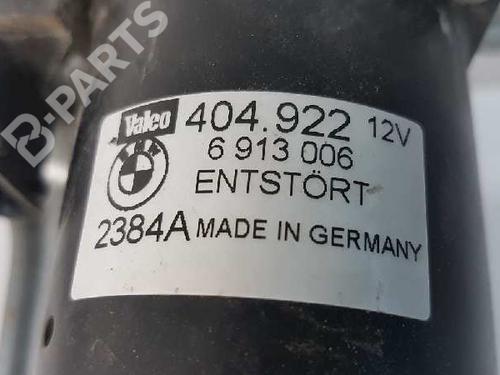 B-PARTS
Valeo 404.922 12V
6 913 006
ENTSTÖRT
2384A MADE IN GERMANY